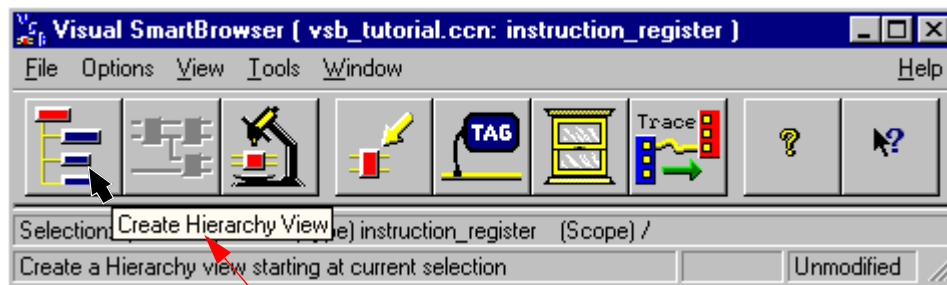 Visual SmartBrowser ( vsb_tutorial.ccn: instruction_register )
File Options View Tools Window Help
TAG
Trace
? ?
Create Hierarchy View
Selection: pe) instruction_register (Scope) /
Create a Hierarchy view starting at current selection Unmodified